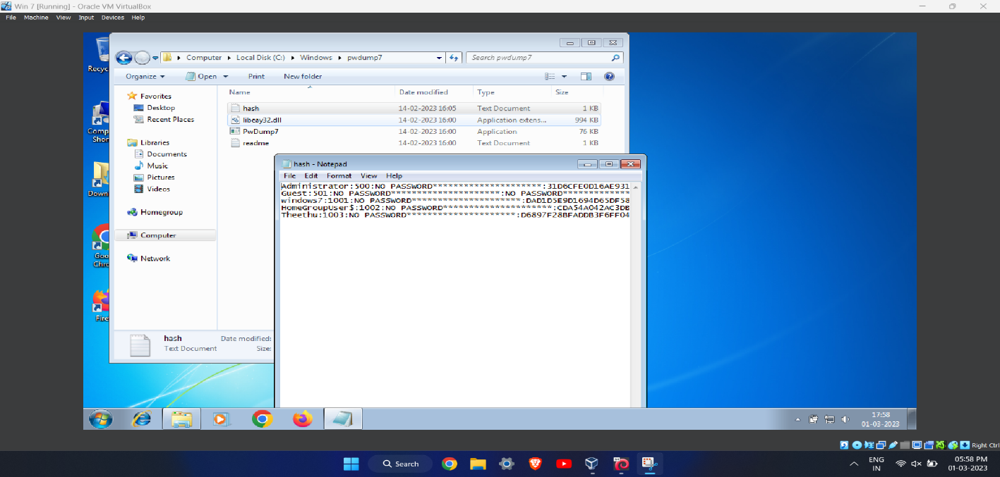 Win 7 [Running] - Oracle VM VirtualBox
File Machine View Input Devices Help
Computer Local Disk (C:) Windows pwdump7 Search pwdump7
Organize Open Print New folder
Name Date modified Type Size
Favorites
Desktop
Recent Places
Libraries
Documents
Music
Pictures
Videos
Homegroup
Computer
Network
hash 14-02-2023 16:05 Text Document 1 KB
libeay32.dll 14-02-2023 16:00 Application extens... 994 KB
PwDump7 14-02-2023 16:00 Application 76 KB
readme 14-02-2023 16:00 Text Document 1 KB
hash Date modified:
Text Document Size:
Recyc
Comp
Shor
Down
Goo
Chro
Fire
hash - Notepad
File Edit Format View Help
Administrator:500:NO PASSWORD*********************:31D6CFE0D16AE931
Guest:501:NO PASSWORD*********************:NO PASSWORD*************
windows7:1001:NO PASSWORD*********************:DAD1D5E9D1694D65DF58
HomeGroupUser$:1002:NO PASSWORD*********************:CDA54A042AC3DB
Theethu:1003:NO PASSWORD*********************:D6897F28BFADDB3F6FF04
17:58
01-03-2023
Right Ctrl
Search
ENG
IN
05:58 PM
01-03-2023